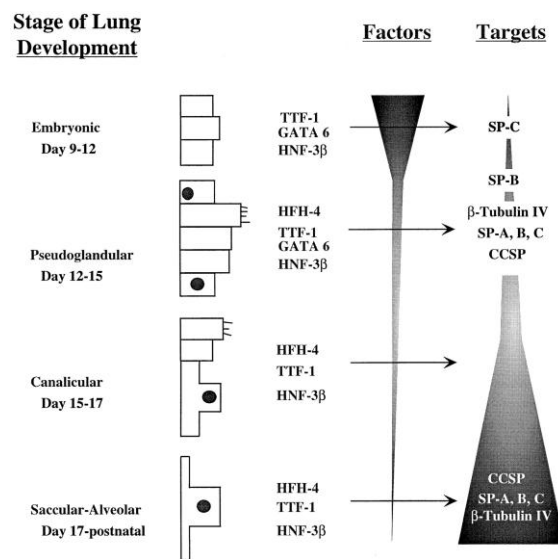 Stage of Lung
Development
Factors
Targets
Embryonic
Day 9-12
TTF-1
GATA 6
HNF-3β
SP-C
SP-B
Pseudoglandular
Day 12-15
HFH-4
TTF-1
GATA 6
HNF-3β
β-Tubulin IV
SP-A, B, C
CCSP
Canalicular
Day 15-17
HFH-4
TTF-1
HNF-3β
Saccular-Alveolar
Day 17-postnatal
HFH-4
TTF-1
HNF-3β
CCSP
SP-A, B, C
β-Tubulin IV